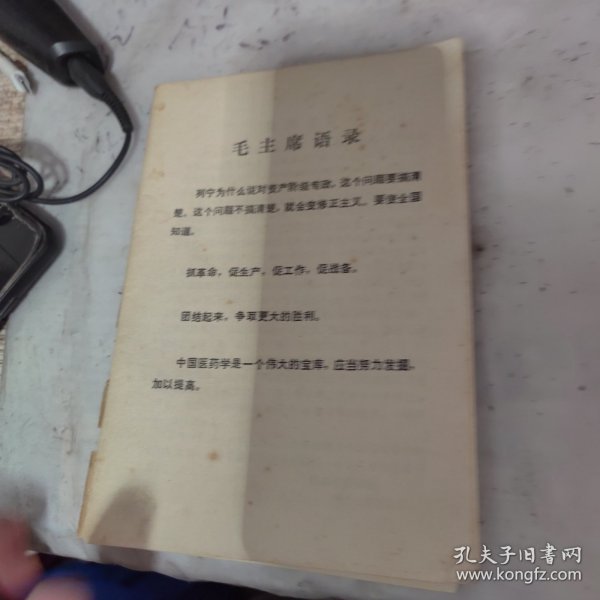 毛主席语录
列宁为什么说对资产阶级专政，这个问题要搞清
楚。这个问题不搞清楚，就会变修正主义。要使全国
知道。
抓革命，促生产，促工作，促战备。
团结起来，争取更大的胜利。
中国医药学是一个伟大的宝库，应当努力发掘，
加以提高。
孔夫子旧书网
www.kongfz.com